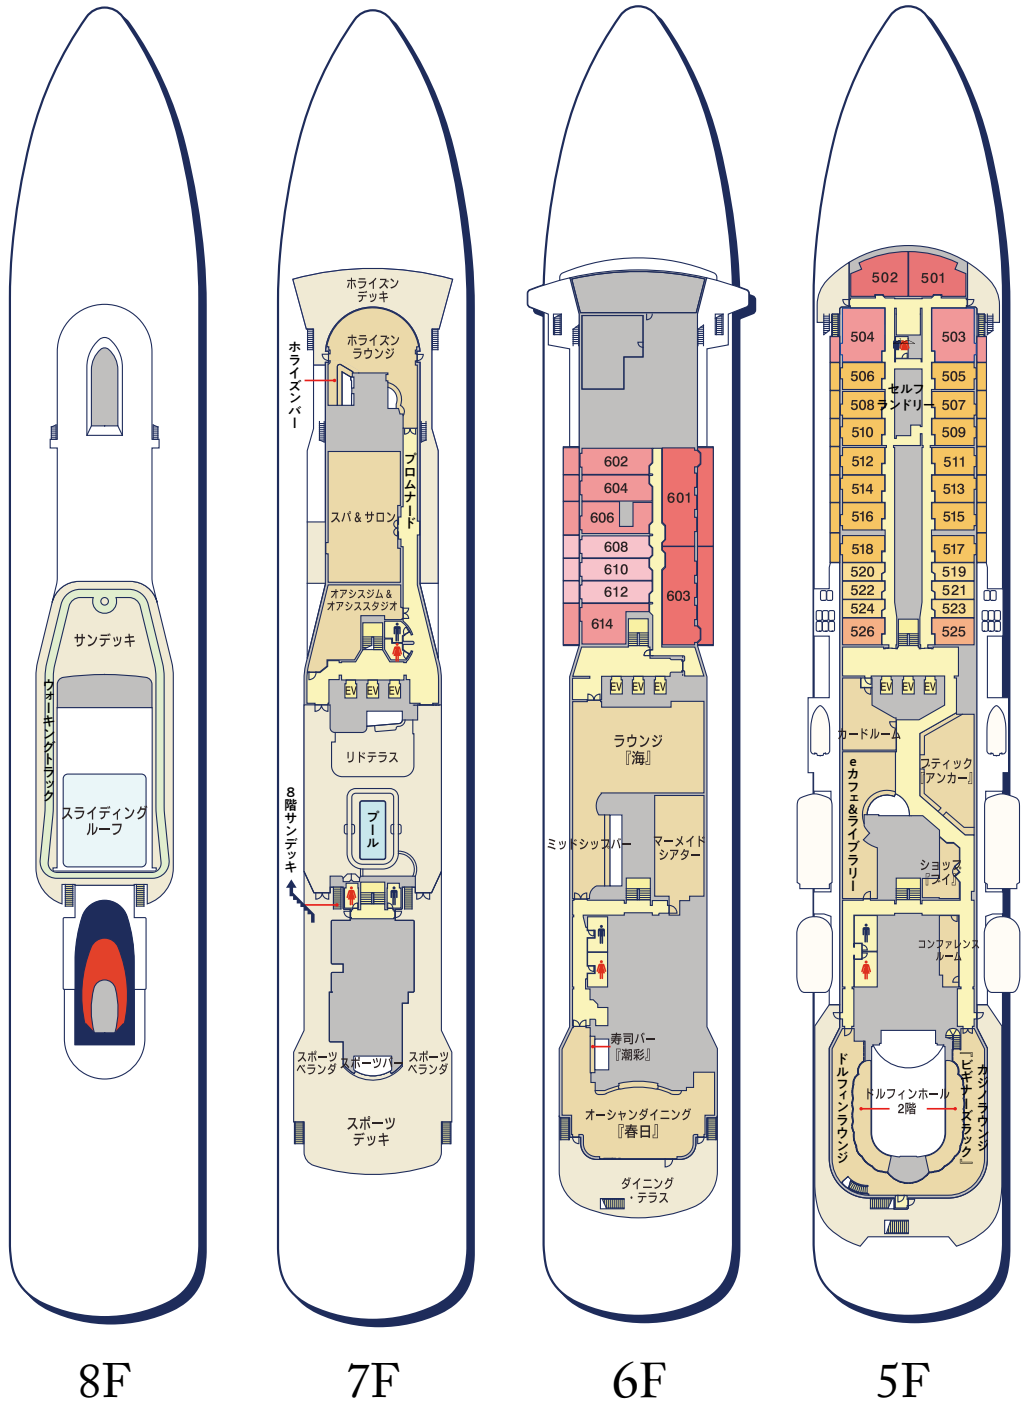 サンデッキ
ウォーキングトラック
スライディング
ルーフ
8F
ホライズン
デッキ
ホライズン
ラウンジ
ホライズンバー
プロムナード
スパ＆サロン
オアシスジム＆
オアシススタジオ
EV EV EV
リドテラス
プール
8階サンデッキ
スポーツ
ベランダ
スポーツバー
スポーツ
ベランダ
スポーツ
デッキ
7F
602
604
606
608
610
612
614
601
603
EV EV EV
ラウンジ
『海』
ミッドシップバー
マーメイド
シアター
寿司バー
『潮彩』
オーシャンダイニング
『春日』
ダイニング
・テラス
6F
502 501
504 503
506 505
セルフ
ランドリー
508 507
510 509
512 511
514 513
516 515
518 517
520 519
522 521
524 523
526 525
EV EV EV
カードルーム
eカフェ＆ライブラリー
ブティック
『アンカー』
ショップ
『ブイ』
コンファレンス
ルーム
ドルフィンラウンジ
ドルフィンホール
2階
カジノラウンジ
『ビギナーズラック』
5F